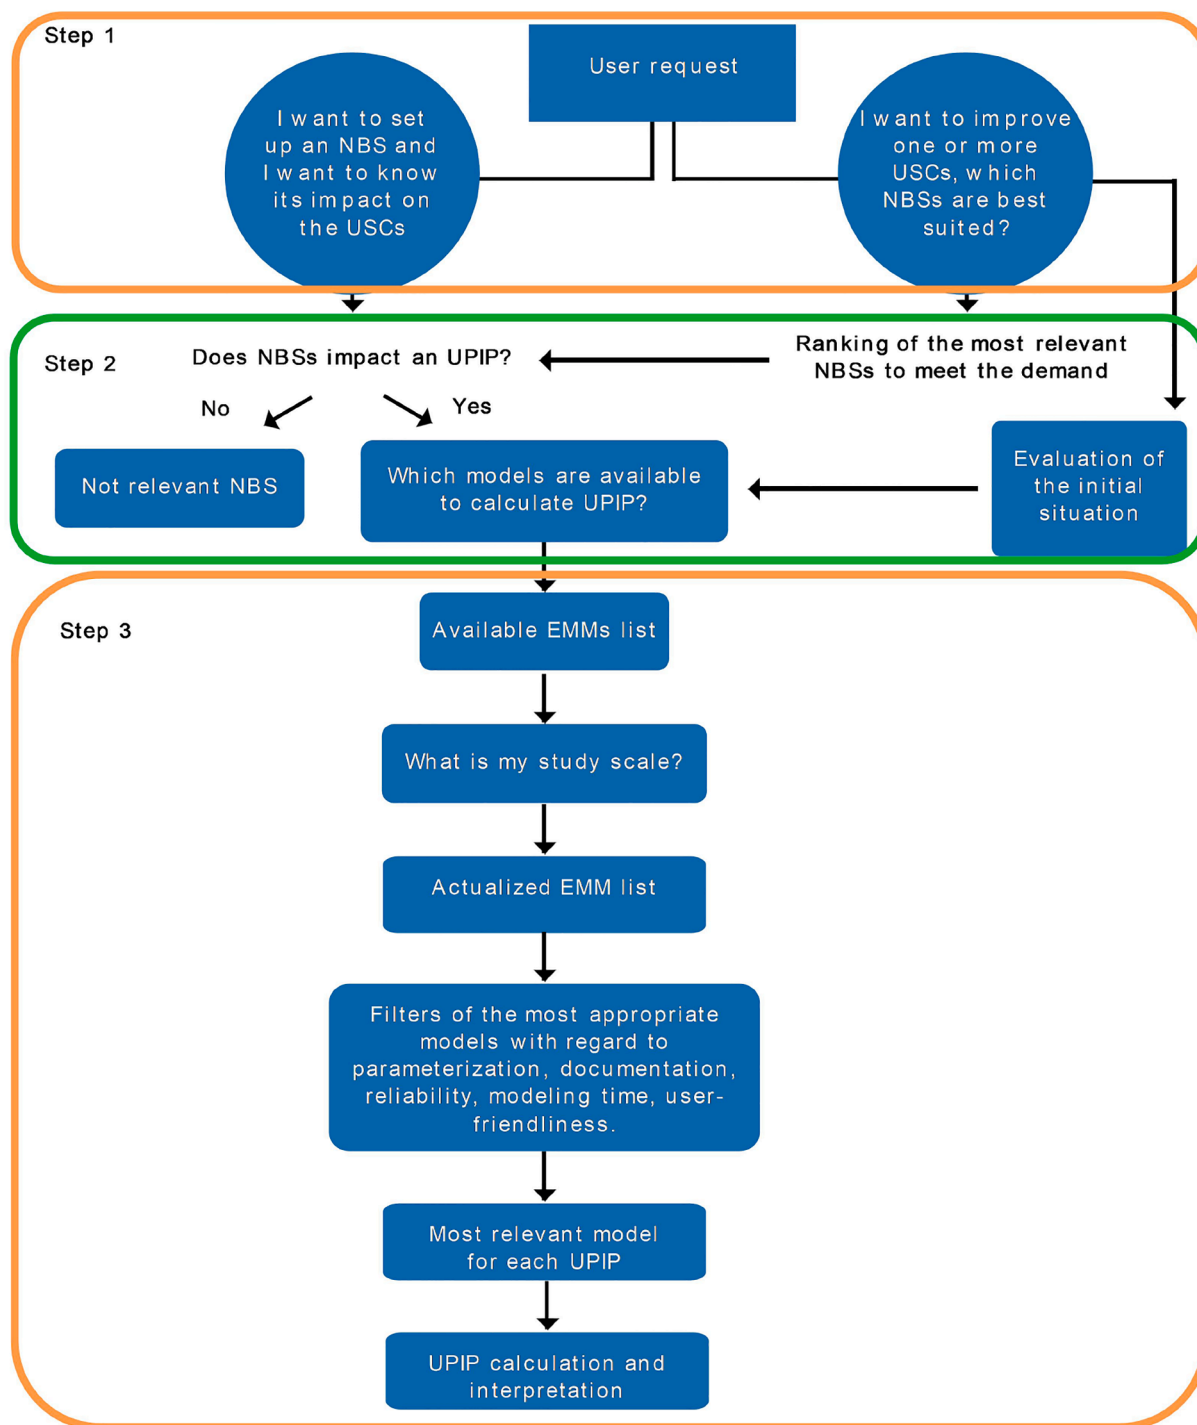 Step 1
User request
I want to set
up an NBS and
I want to know
its impact on
the USCs
I want to improve
one or more
USCs, which
NBSs are best
suited?
Step 2
Does NBSs impact an UPIP?
Ranking of the most relevant
NBSs to meet the demand
No
Yes
Not relevant NBS
Which models are available
to calculate UPIP?
Evaluation of
the initial
situation
Step 3
Available EMMs list
What is my study scale?
Actualized EMM list
Filters of the most appropriate
models with regard to
parameterization, documentation,
reliability, modeling time, user-
friendliness.
Most relevant model
for each UPIP
UPIP calculation and
interpretation